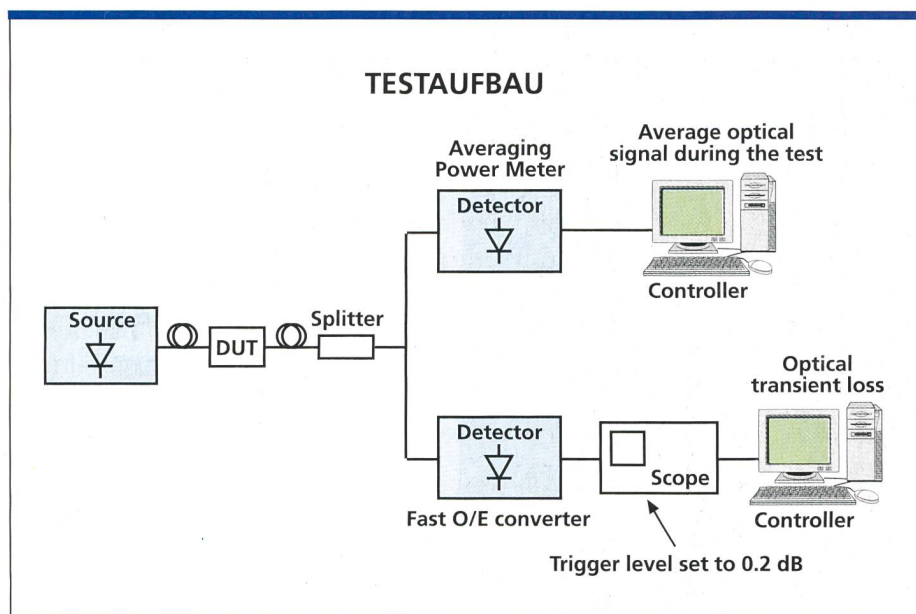 TESTAUFBAU
Average optical
signal during the test
Averaging
Power Meter
Detector
Controller
Source
DUT
Splitter
Optical
transient loss
Detector
Scope
Fast O/E converter
Controller
Trigger level set to 0.2 dB